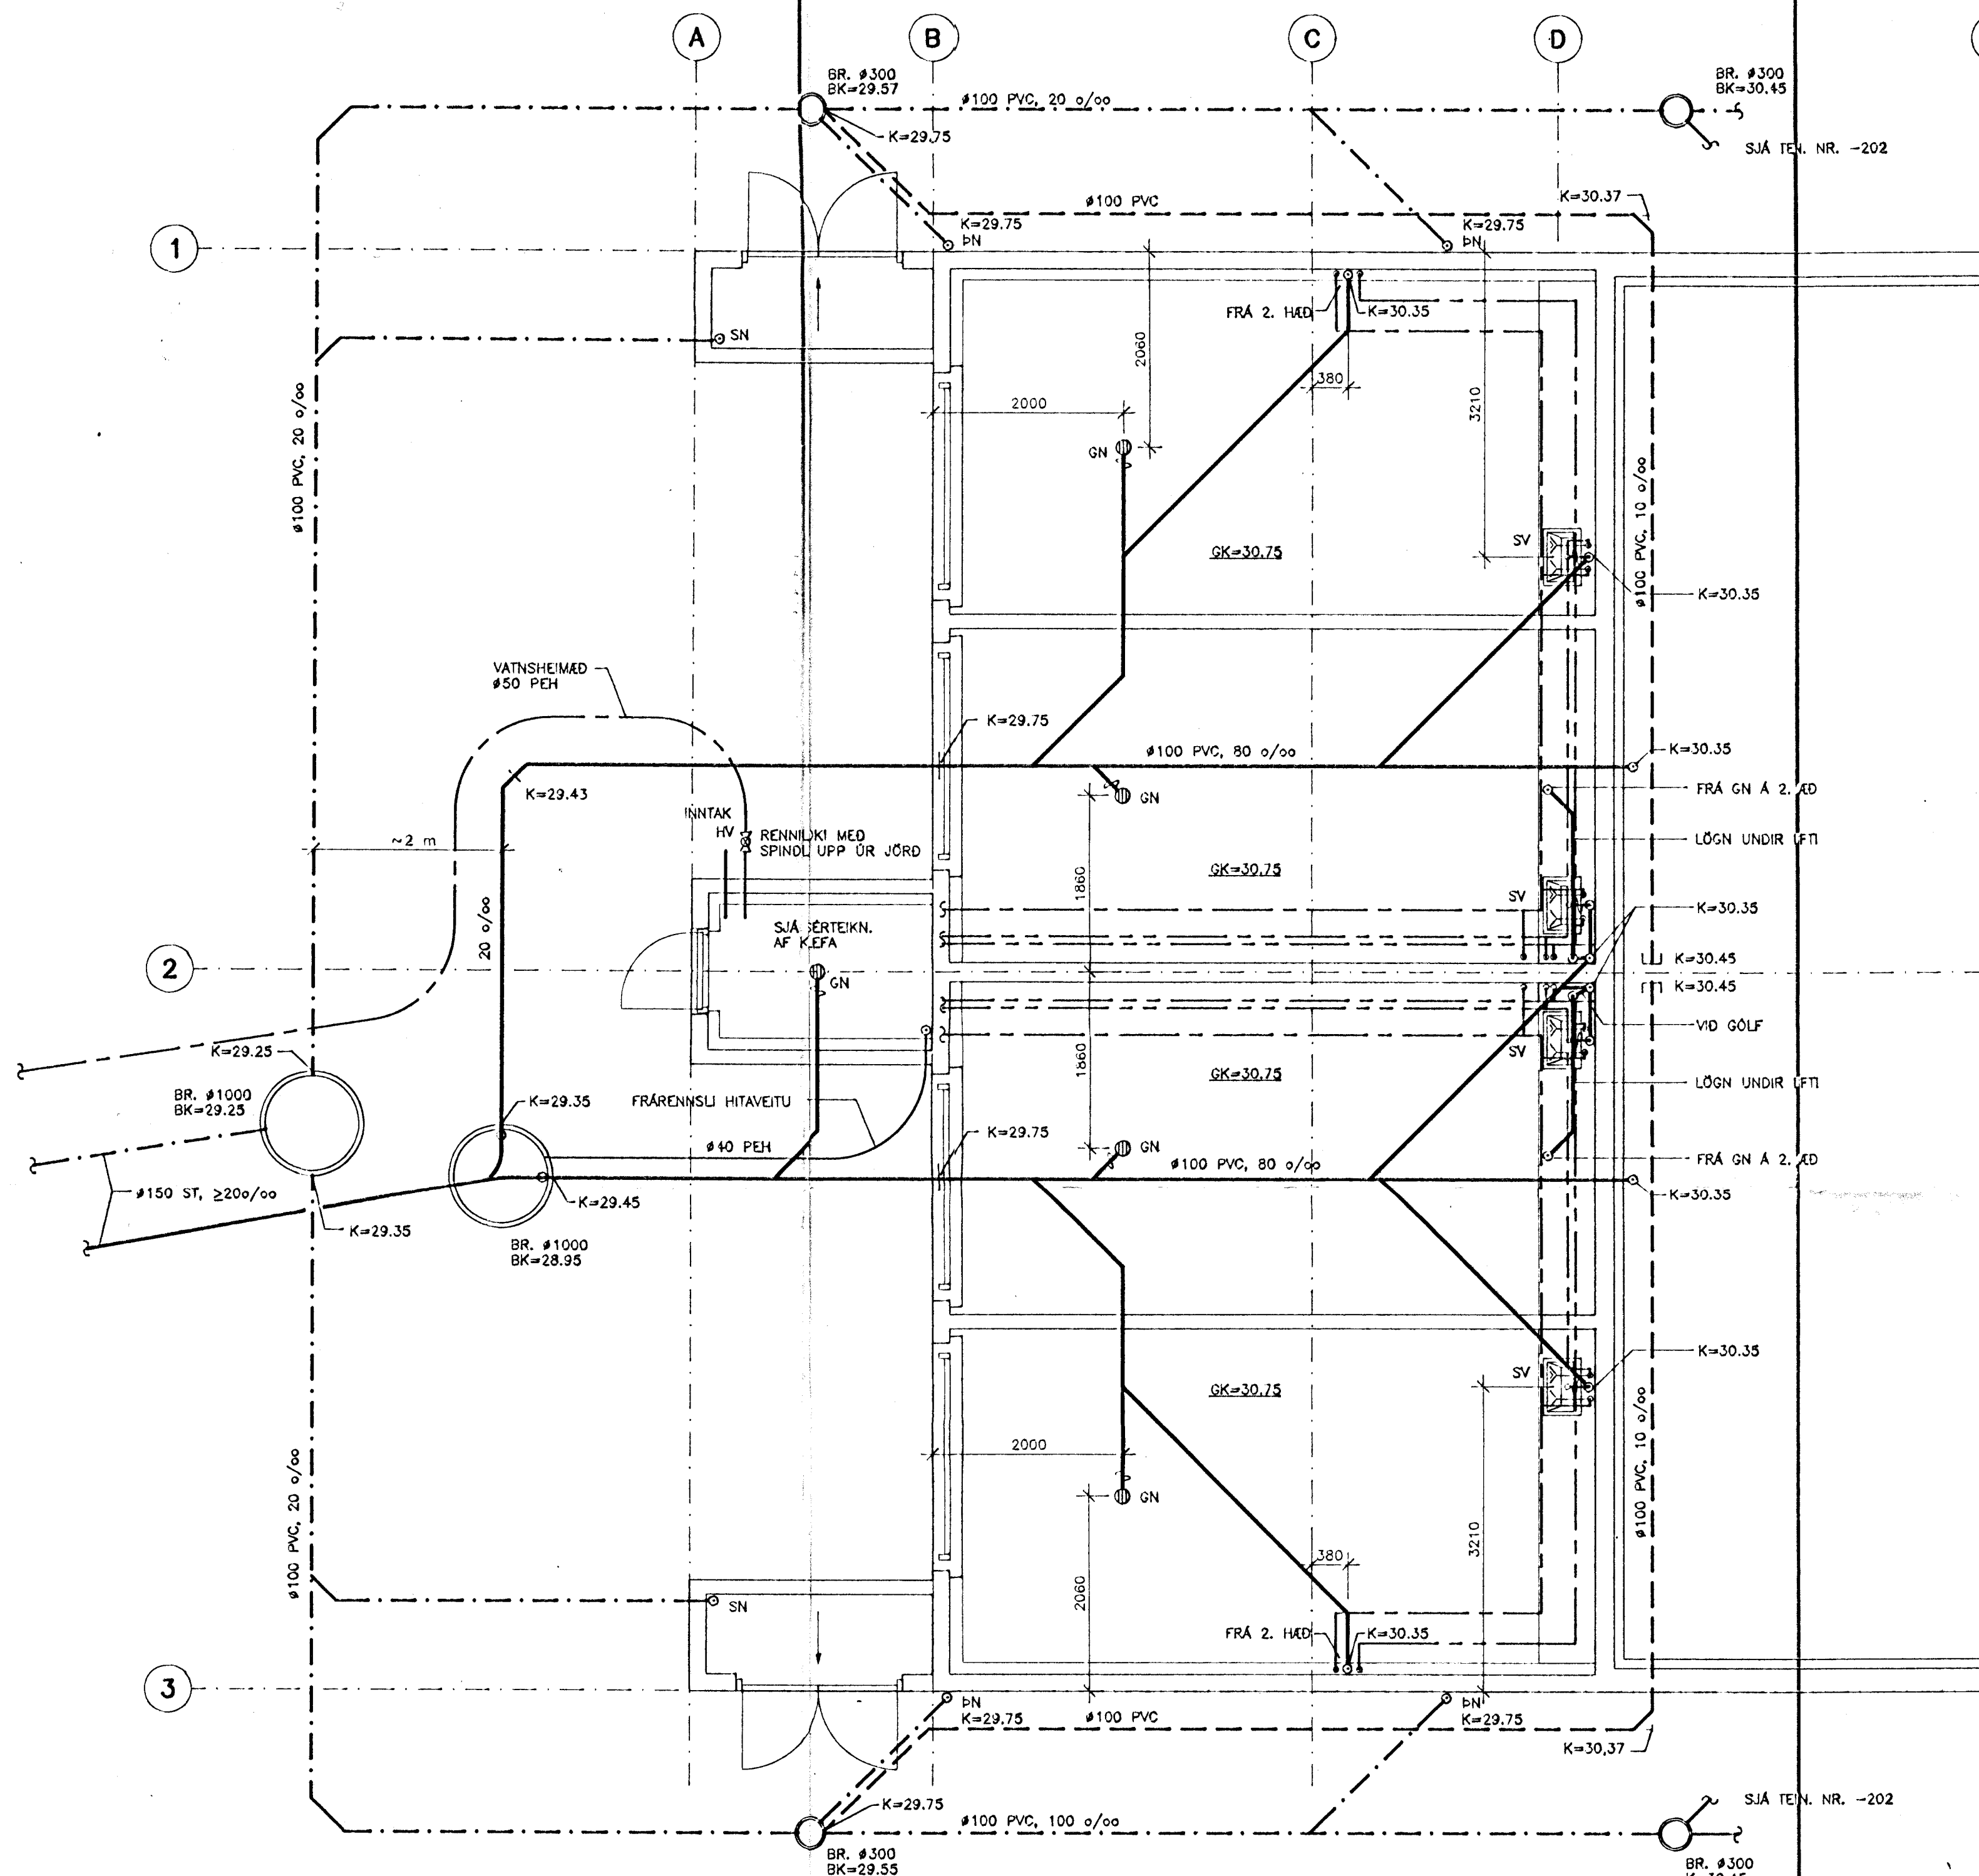 A
B
C
D
BR. ø300
BK=29.57
ø100 PVC, 20 o/oo
BR. ø300
BK=30.45
K=29.75
SJÁ TEN. NR. -202
ø100 PVC
K=30.37
K=29.75
ÞN
K=29.75
ÞN
1
SN
FRÁ 2. HÆÐ
K=30.35
2060
380
3210
2000
GN
ø100 PVC, 20 o/oo
ø100 PVC, 10 o/oo
GK=30.75
SV
K=30.35
VATNSHEIMÆÐ
ø50 PEH
K=29.75
ø100 PVC, 80 o/oo
K=30.35
K=29.43
GN
FRÁ GN Á 2.
INNTAK
HV
RENNILOKI MEÐ
SPINDL UPP ÚR JÖRÐ
~2 m
LÖGN UNDIR
20 o/oo
1860
GK=30.75
SV
K=30.35
SJÁ SÉRTEIKN.
AF
K=30.45
2
GN
K=30.45
VIÐ GÓLF
K=29.25
BR. ø1000
BK=29.25
K=29.35
FRÁRENNSLI HITAVEITU
1860
GK=30.75
SV
LÖGN UNDIR
K=29.75
ø40 PEH
GN
ø100 PVC, 80 o/oo
FRÁ GN Á 2.
K=30.35
ø150 ST, ≥20o/oo
K=29.45
K=29.35
BR. ø1000
BK=28.95
K=30.35
GK=30.75
SV
2000
GN
ø100 PVC, 20 o/oo
ø100 PVC, 10 o/oo
3210
380
2060
SN
FRÁ 2. HÆÐ
K=30.35
3
ÞN
K=29.75
ø100 PVC
ÞN
K=29.75
K=30,37
K=29.75
ø100 PVC, 100 o/oo
SJÁ TEIN. NR. -202
BR. ø300
BK=29.55
BR. ø300